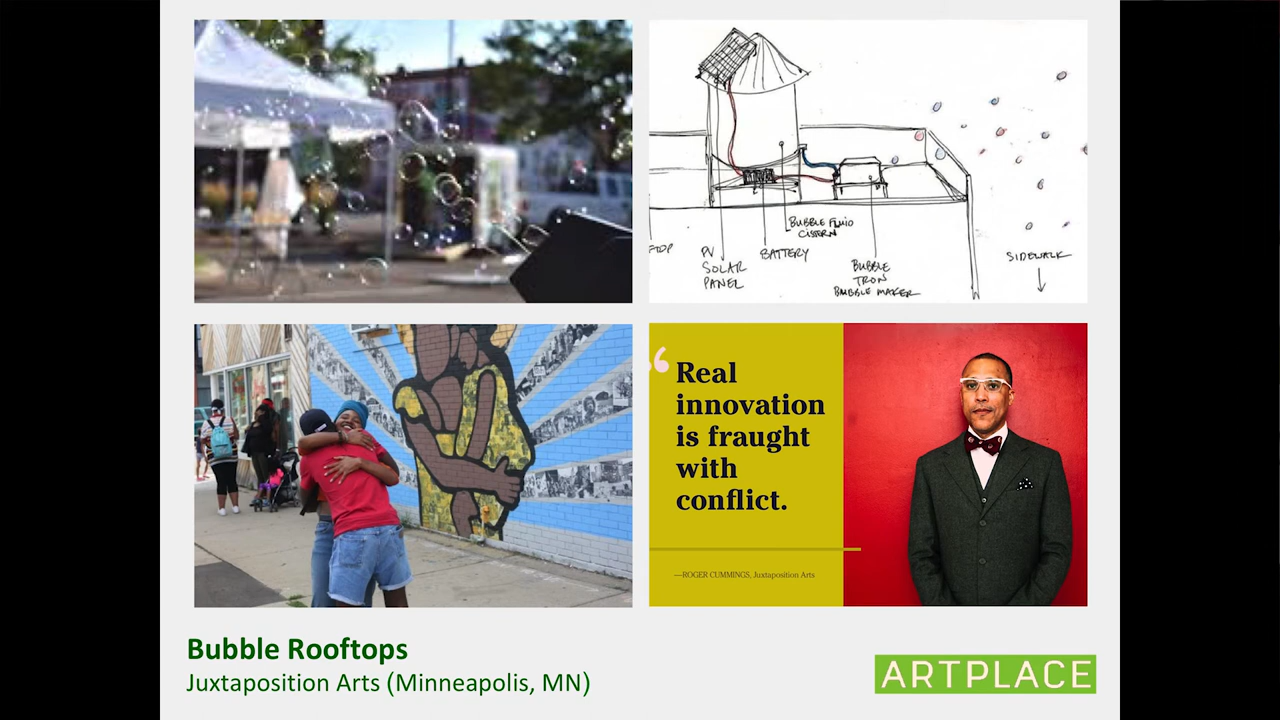 FTOP
PV
SOLAR
PANEL
BATTERY
BUBBLE FLUID
CISTERN
BUBBLE
TRON
BUBBLE MAKER
SIDEWALK
“
Real
innovation
is fraught
with
conflict.
—ROGER CUMMINGS, Juxtaposition Arts
Bubble Rooftops
Juxtaposition Arts (Minneapolis, MN)
ARTPLACE